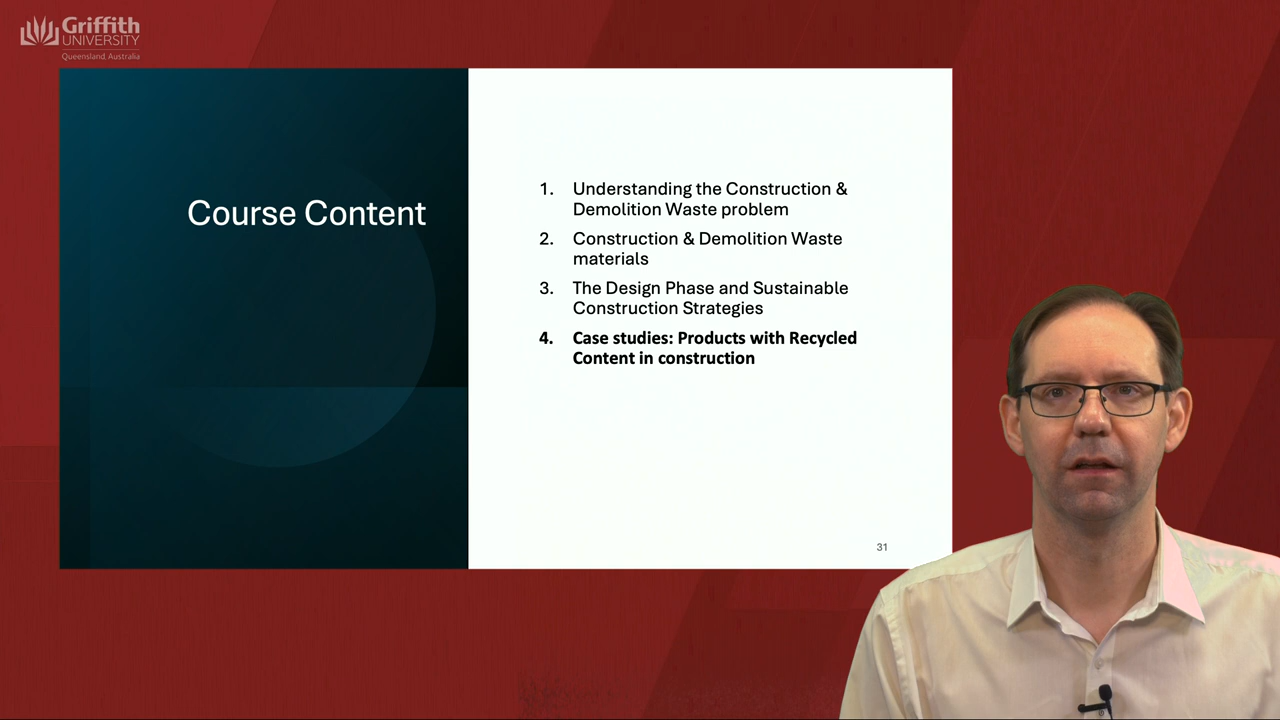 Griffith
UNIVERSITY
Queensland, Australia
Course Content
1. Understanding the Construction &
Demolition Waste problem
2. Construction & Demolition Waste
materials
3. The Design Phase and Sustainable
Construction Strategies
4. Case studies: Products with Recycled
Content in construction
31